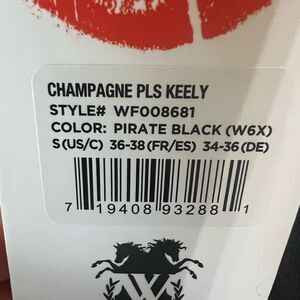 CHAMPAGNE PLS KEELY
STYLE# WF008681
COLOR: PIRATE BLACK (W6X)
S(US/C) 36-38(FR/ES) 34-36(DE)
7 19408 93288 1
W